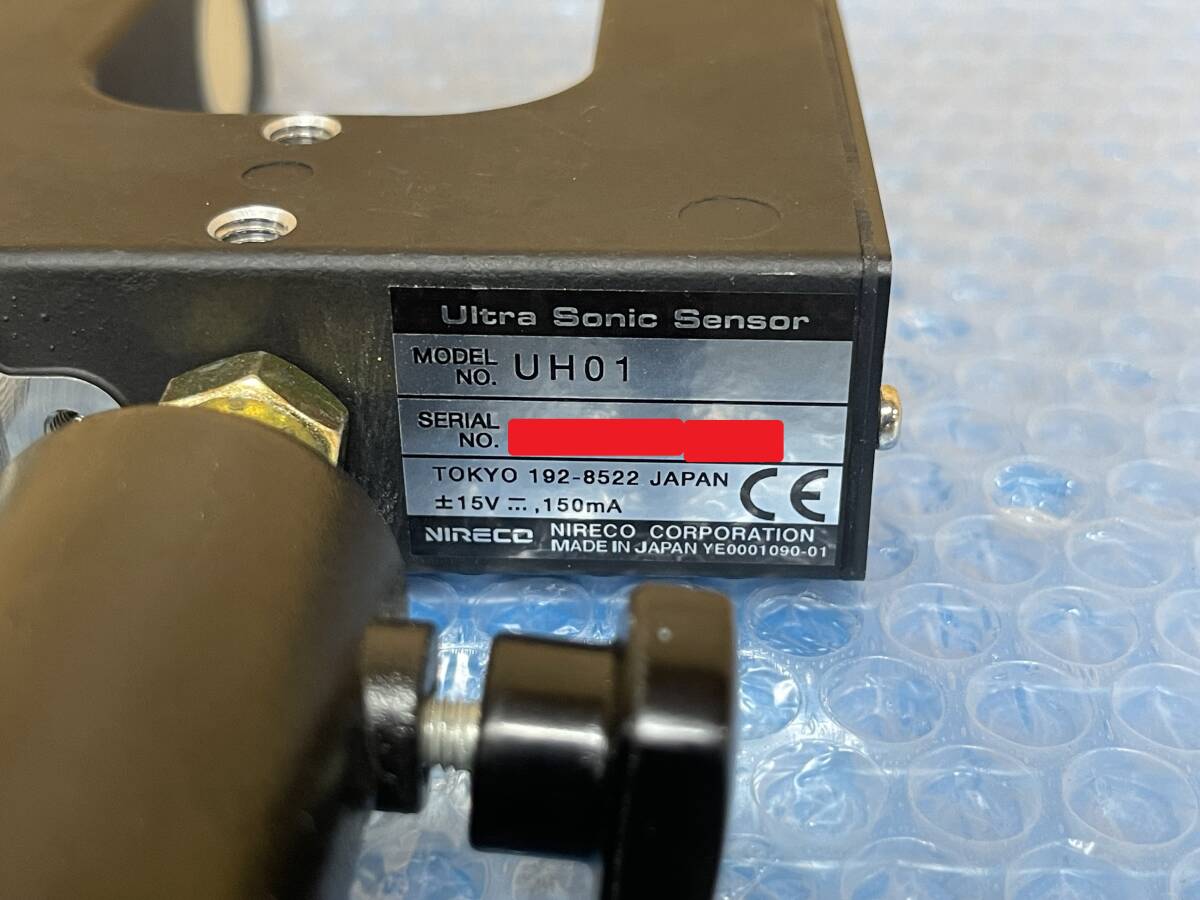 Ultra Sonic Sensor
MODEL NO. UH01
SERIAL NO.
TOKYO 192-8522 JAPAN
±15V ⎓, 150mA
CE
NIRECO NIRECO CORPORATION
MADE IN JAPAN YE0001090-01